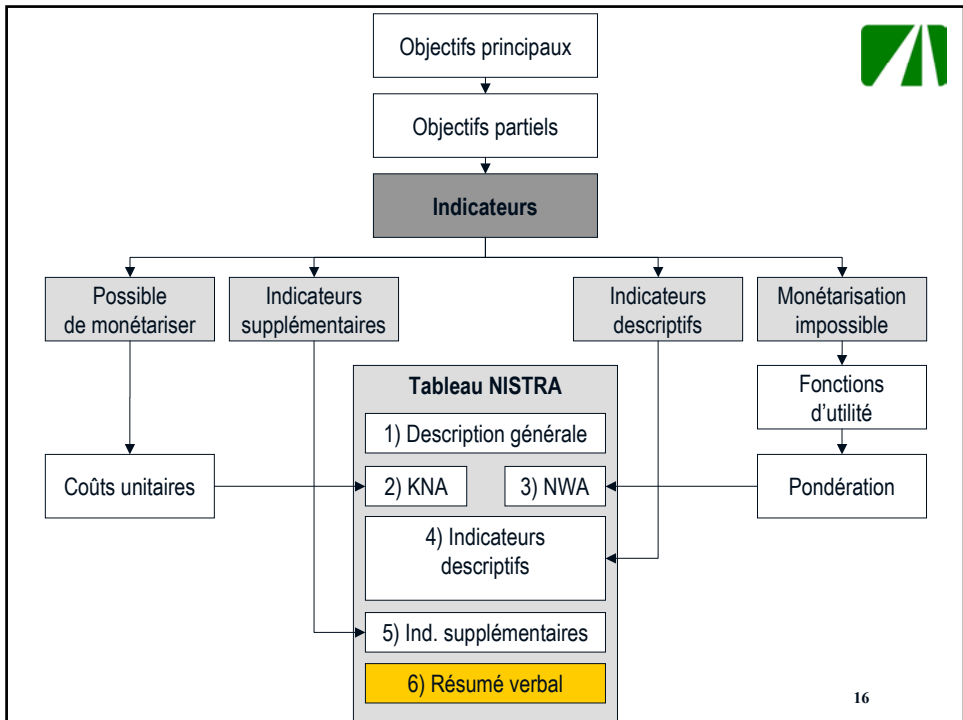 Objectifs principaux
Objectifs partiels
Indicateurs
Possible
de monétariser
Indicateurs
supplémentaires
Indicateurs
descriptifs
Monétarisation
impossible
Tableau NISTRA
Fonctions
d'utilité
1) Description générale
Coûts unitaires
2) KNA
3) NWA
Pondération
4) Indicateurs
descriptifs
5) Ind. supplémentaires
6) Résumé verbal
16